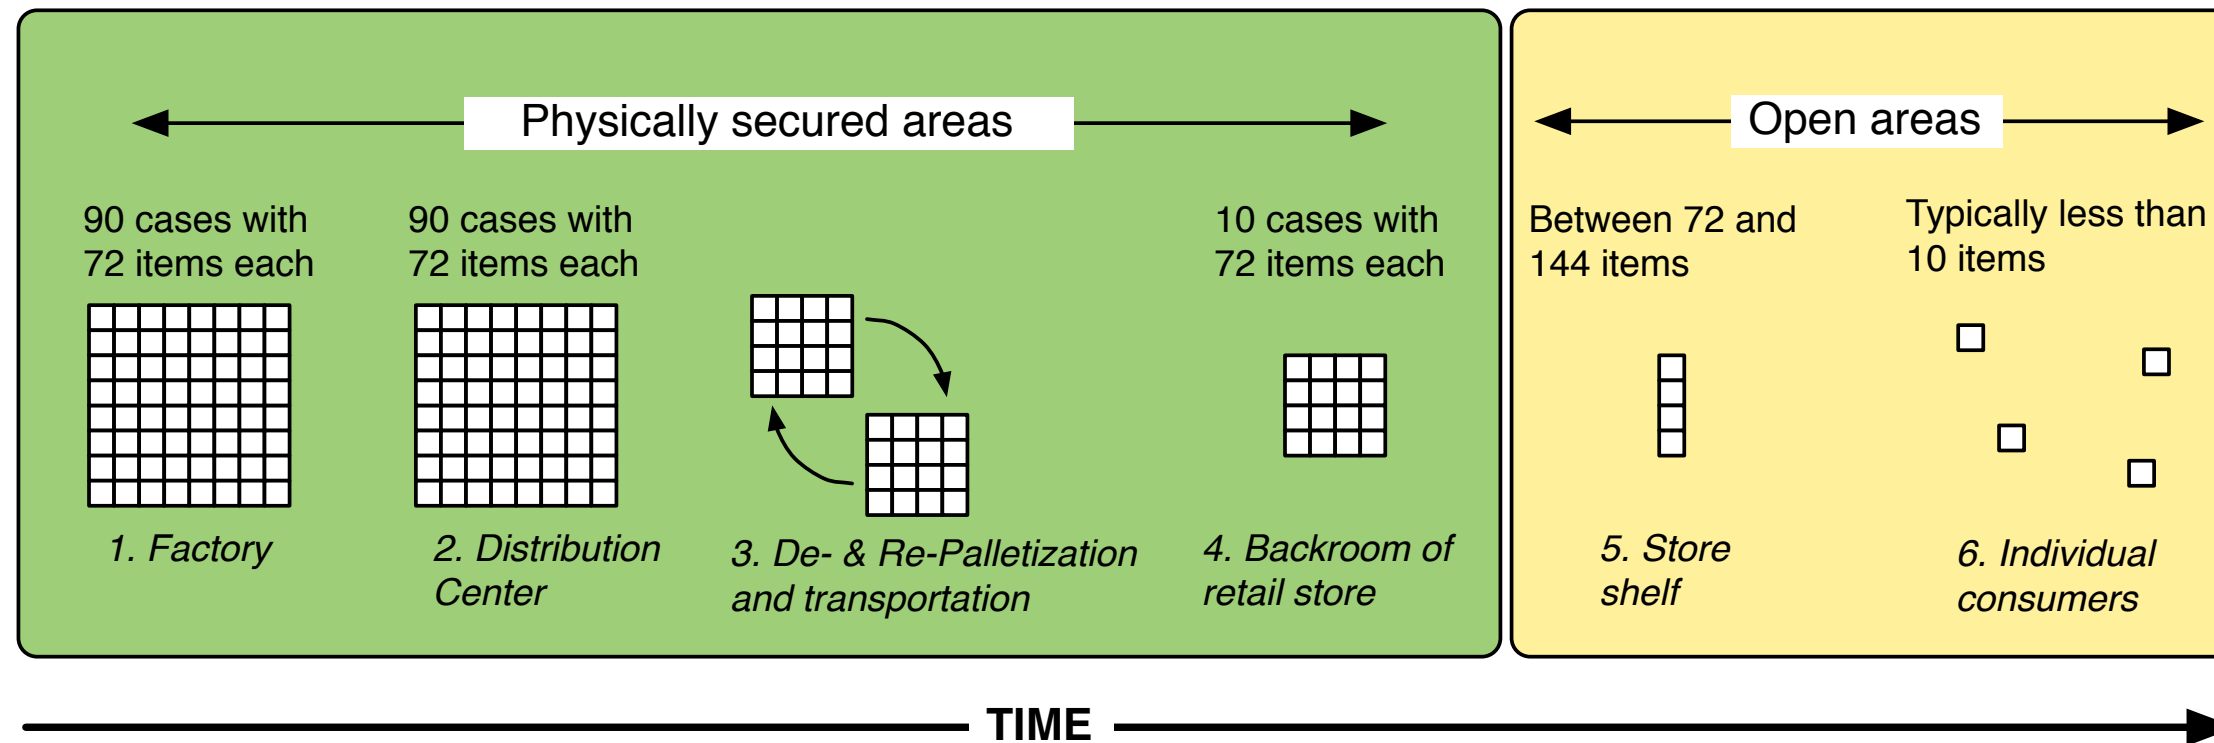 Physically secured areas
Open areas
90 cases with
72 items each
90 cases with
72 items each
10 cases with
72 items each
Between 72 and
144 items
Typically less than
10 items
1. Factory
2. Distribution
Center
3. De- & Re-Palletization
and transportation
4. Backroom of
retail store
5. Store
shelf
6. Individual
consumers
TIME